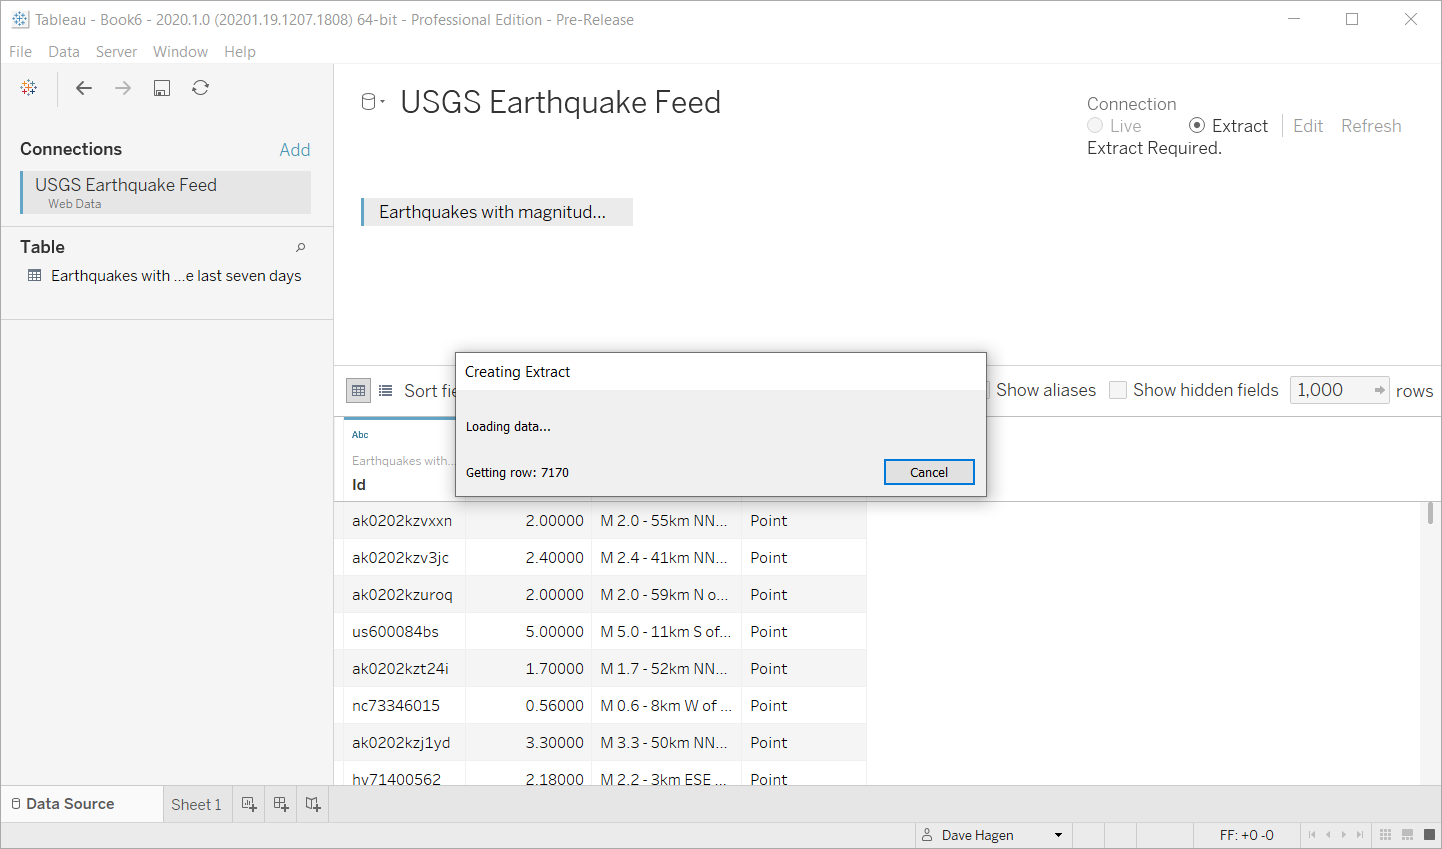 Tableau - Book6 - 2020.1.0 (20201.19.1207.1808) 64-bit - Professional Edition - Pre-Release
File Data Server Window Help
Connections Add
USGS Earthquake Feed
Web Data
Table
Earthquakes with ...e last seven days
USGS Earthquake Feed
Connection
Live Extract Edit Refresh
Extract Required.
Earthquakes with magnitud...
Sort fie Show aliases Show hidden fields 1,000 rows
Creating Extract
Loading data...
Getting row: 7170 Cancel
Abc
Earthquakes with...
Id
ak0202kzvxxn 2.00000 M 2.0 - 55km NN... Point
ak0202kzv3jc 2.40000 M 2.4 - 41km NN... Point
ak0202kzuroq 2.00000 M 2.0 - 59km N o... Point
us600084bs 5.00000 M 5.0 - 11km S of... Point
ak0202kzt24i 1.70000 M 1.7 - 52km NN... Point
nc73346015 0.56000 M 0.6 - 8km W of ... Point
ak0202kzj1yd 3.30000 M 3.3 - 50km NN... Point
hv71400562 2.18000 M 2.2 - 3km ESE ... Point
Data Source Sheet 1
Dave Hagen FF: +0 -0